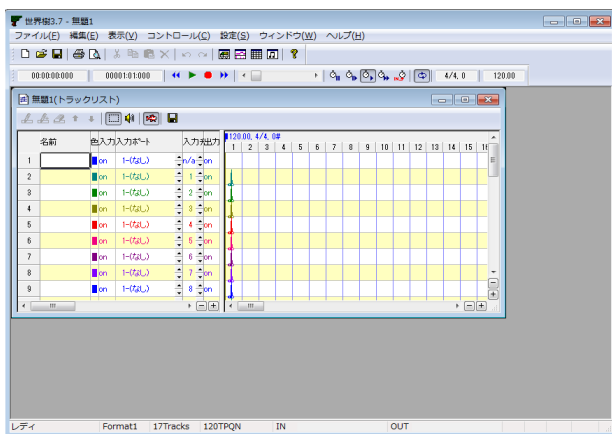 世界樹3.7 - 無題1
ファイル(F) 編集(E) 表示(V) コントロール(C) 設定(S) ウィンドウ(W) ヘルプ(H)
00:00:00:000 00001:01:000 4/4, 0 120.00
無題1(トラックリスト)
名前 色 入力 入力ポート 入力 出力
120.00, 4/4, 0#
1 2 3 4 5 6 7 8 9 10 11 12 13 14 15
1 on 1-(なし) n/a on
2 on 1-(なし) 1 on
3 on 1-(なし) 2 on
4 on 1-(なし) 3 on
5 on 1-(なし) 4 on
6 on 1-(なし) 5 on
7 on 1-(なし) 6 on
8 on 1-(なし) 7 on
9 on 1-(なし) 8 on
レディ Format1 17Tracks 120TPQN IN OUT